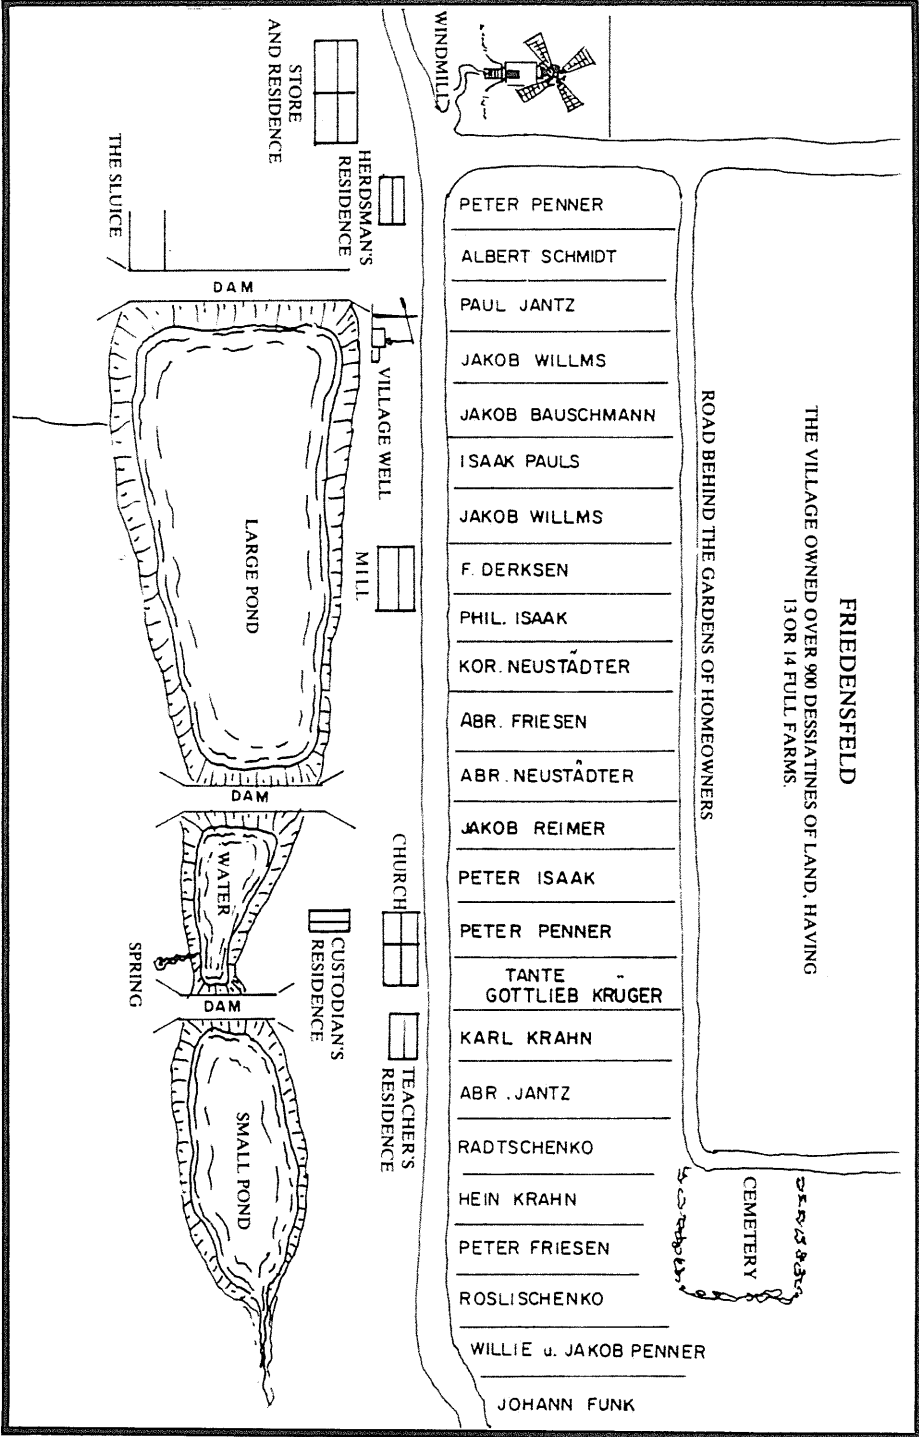 FRIEDENSFELD
THE VILLAGE OWNED OVER 900 DESSIATINES OF LAND, HAVING
13 OR 14 FULL FARMS.
ROAD BEHIND THE GARDENS OF HOMEOWNERS
CEMETERY
WINDMILL
STORE
AND RESIDENCE
HERDSMAN'S
RESIDENCE
THE SLUICE
DAM
VILLAGE WELL
LARGE POND
MILL
DAM
WATER
CHURCH
CUSTODIAN'S
RESIDENCE
SPRING
DAM
TEACHER'S
RESIDENCE
SMALL POND
PETER PENNER
ALBERT SCHMIDT
PAUL JANTZ
JAKOB WILLMS
JAKOB BAUSCHMANN
ISAAK PAULS
JAKOB WILLMS
F. DERKSEN
PHIL. ISAAK
KOR. NEUSTÄDTER
ABR. FRIESEN
ABR. NEUSTÄDTER
JAKOB REIMER
PETER ISAAK
PETER PENNER
TANTE
GOTTLIEB KRÜGER
KARL KRAHN
ABR. JANTZ
RADTSCHENKO
HEIN KRAHN
PETER FRIESEN
ROSLISCHENKO
WILLIE u. JAKOB PENNER
JOHANN FUNK